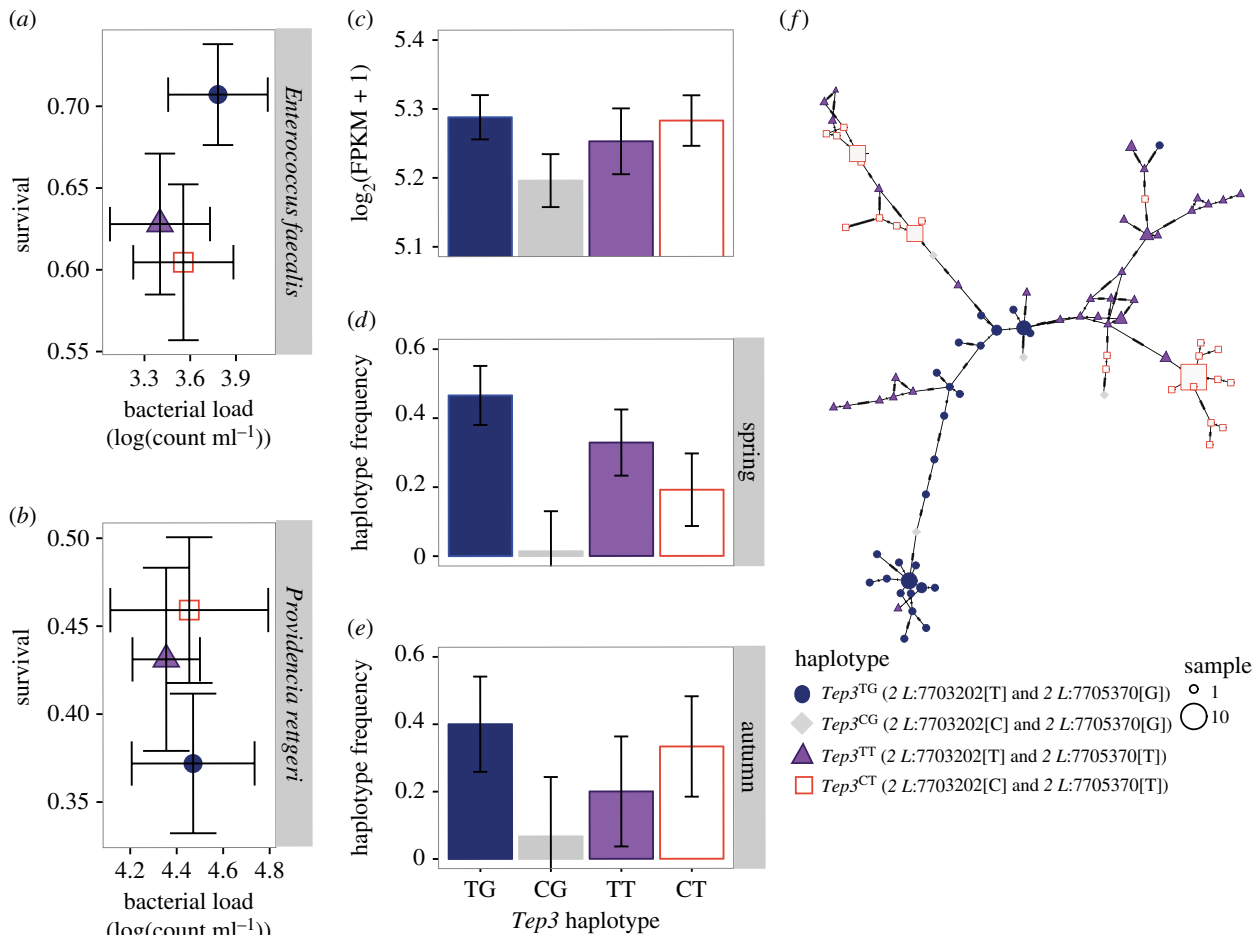 (a)
0.70
0.65
0.60
0.55
survival
Enterococcus faecalis
3.3 3.6 3.9
bacterial load
(log(count ml⁻¹))
(b)
0.50
0.45
0.40
0.35
survival
Providencia rettgeri
4.2 4.4 4.6 4.8
bacterial load
(log(count ml⁻¹))
(c)
5.4
5.3
5.2
5.1
log₂(FPKM + 1)
(d)
0.6
0.4
0.2
0
haplotype frequency
spring
(e)
0.6
0.4
0.2
0
haplotype frequency
autumn
TG CG TT CT
Tep3 haplotype
(f)
haplotype
Tep3ᵀᴳ (2 L:7703202[T] and 2 L:7705370[G])
Tep3ᶜᴳ (2 L:7703202[C] and 2 L:7705370[G])
Tep3ᵀᵀ (2 L:7703202[T] and 2 L:7705370[T])
Tep3ᶜᵀ (2 L:7703202[C] and 2 L:7705370[T])
sample
1
10